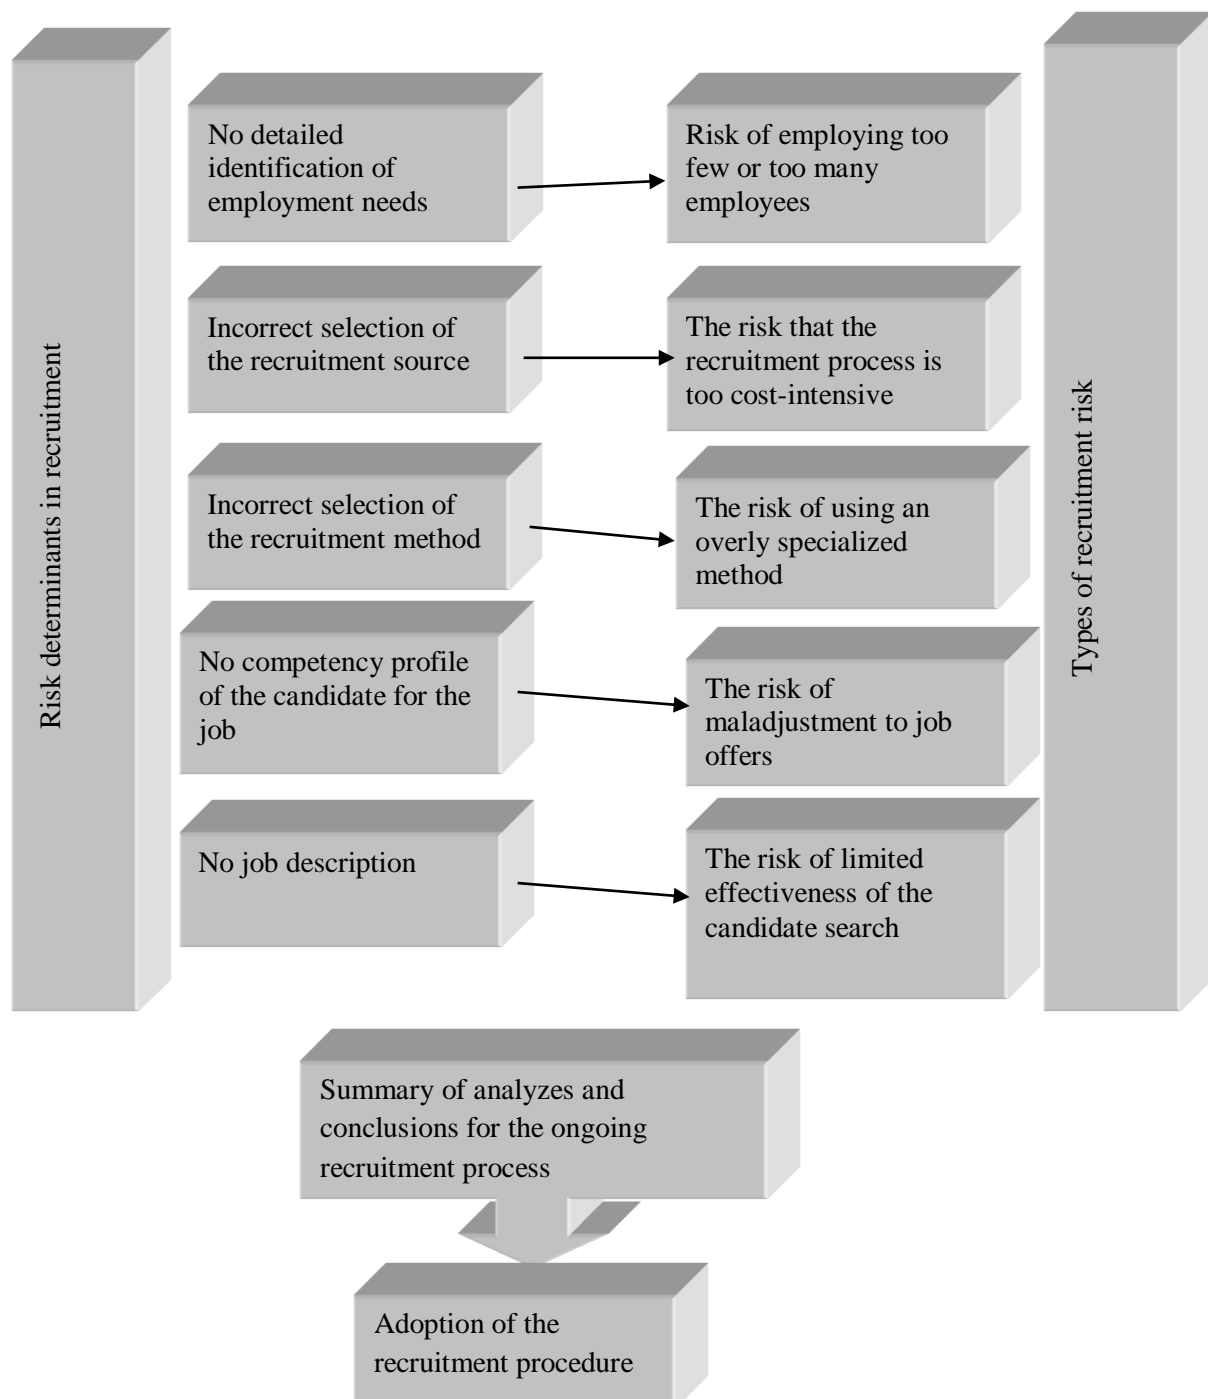 Risk determinants in recruitment
No detailed
identification of
employment needs
Risk of employing too
few or too many
employees
Incorrect selection of
the recruitment source
The risk that the
recruitment process is
too cost-intensive
Incorrect selection of
the recruitment method
The risk of using an
overly specialized
method
No competency profile
of the candidate for the
job
The risk of
maladjustment to job
offers
No job description
The risk of limited
effectiveness of the
candidate search
Types of recruitment risk
Summary of analyzes and
conclusions for the ongoing
recruitment process
Adoption of the
recruitment procedure